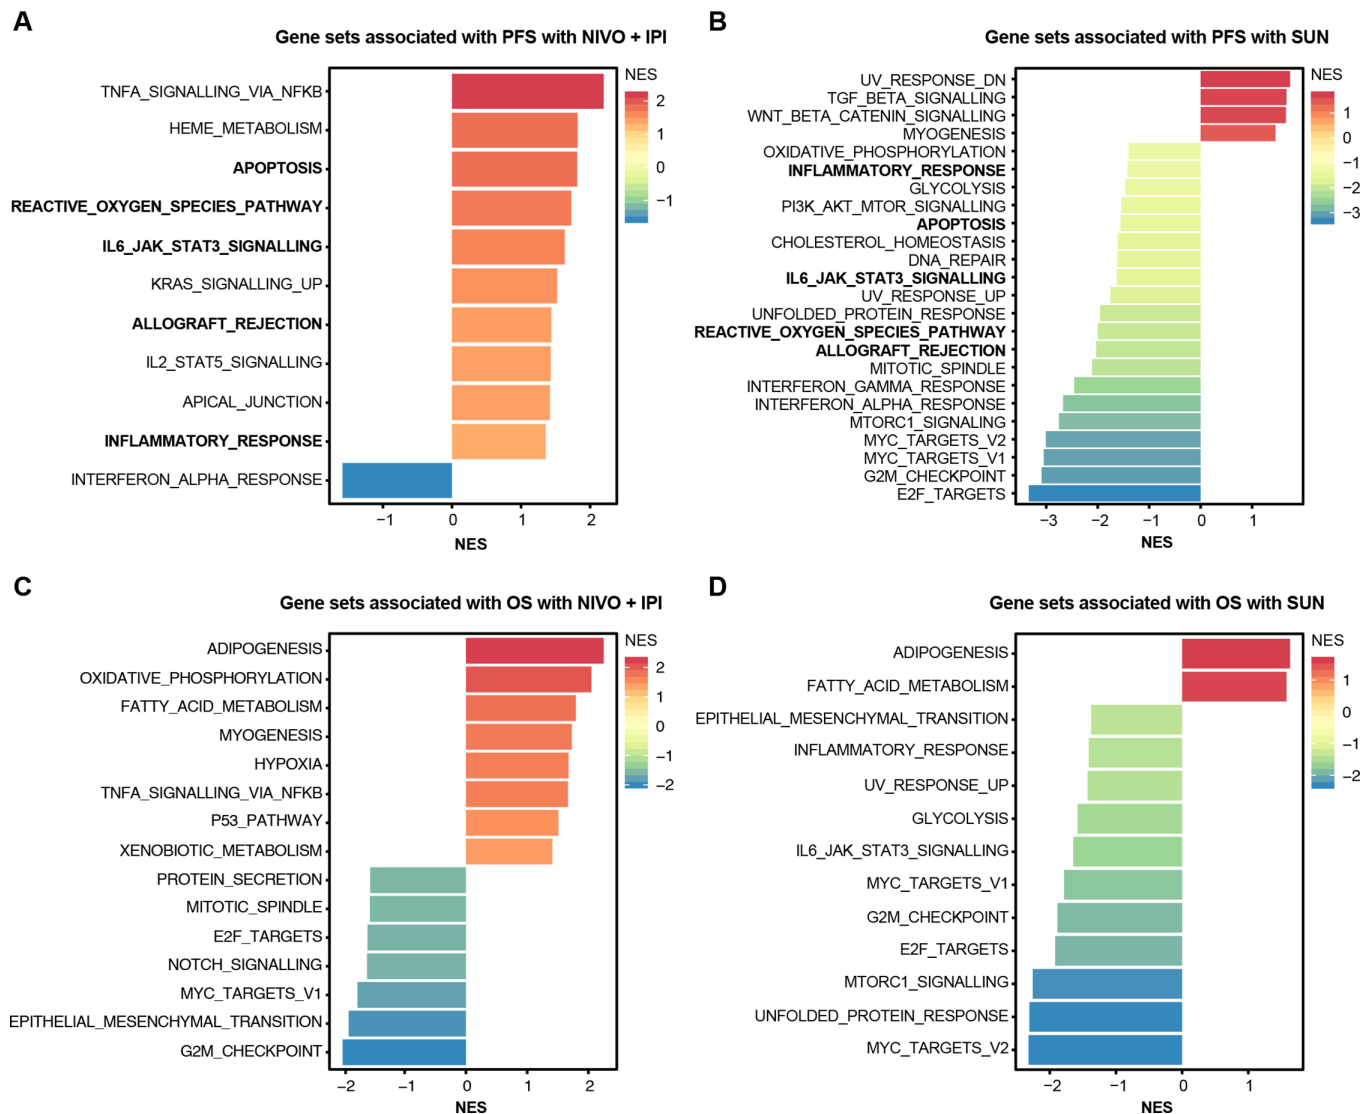 A
Gene sets associated with PFS with NIVO + IPI
TNFA_SIGNALLING_VIA_NFKB
HEME_METABOLISM
APOPTOSIS
REACTIVE_OXYGEN_SPECIES_PATHWAY
IL6_JAK_STAT3_SIGNALLING
KRAS_SIGNALLING_UP
ALLOGRAFT_REJECTION
IL2_STAT5_SIGNALLING
APICAL_JUNCTION
INFLAMMATORY_RESPONSE
INTERFERON_ALPHA_RESPONSE
−1 0 1 2
NES
NES
2
1
0
−1
B
Gene sets associated with PFS with SUN
UV_RESPONSE_DN
TGF_BETA_SIGNALLING
WNT_BETA_CATENIN_SIGNALLING
MYOGENESIS
OXIDATIVE_PHOSPHORYLATION
INFLAMMATORY_RESPONSE
GLYCOLYSIS
PI3K_AKT_MTOR_SIGNALLING
APOPTOSIS
CHOLESTEROL_HOMEOSTASIS
DNA_REPAIR
IL6_JAK_STAT3_SIGNALLING
UV_RESPONSE_UP
UNFOLDED_PROTEIN_RESPONSE
REACTIVE_OXYGEN_SPECIES_PATHWAY
ALLOGRAFT_REJECTION
MITOTIC_SPINDLE
INTERFERON_GAMMA_RESPONSE
INTERFERON_ALPHA_RESPONSE
MTORC1_SIGNALING
MYC_TARGETS_V2
MYC_TARGETS_V1
G2M_CHECKPOINT
E2F_TARGETS
−3 −2 −1 0 1
NES
NES
1
0
−1
−2
−3
C
Gene sets associated with OS with NIVO + IPI
ADIPOGENESIS
OXIDATIVE_PHOSPHORYLATION
FATTY_ACID_METABOLISM
MYOGENESIS
HYPOXIA
TNFA_SIGNALLING_VIA_NFKB
P53_PATHWAY
XENOBIOTIC_METABOLISM
PROTEIN_SECRETION
MITOTIC_SPINDLE
E2F_TARGETS
NOTCH_SIGNALLING
MYC_TARGETS_V1
EPITHELIAL_MESENCHYMAL_TRANSITION
G2M_CHECKPOINT
−2 −1 0 1 2
NES
NES
2
1
0
−1
−2
D
Gene sets associated with OS with SUN
ADIPOGENESIS
FATTY_ACID_METABOLISM
EPITHELIAL_MESENCHYMAL_TRANSITION
INFLAMMATORY_RESPONSE
UV_RESPONSE_UP
GLYCOLYSIS
IL6_JAK_STAT3_SIGNALLING
MYC_TARGETS_V1
G2M_CHECKPOINT
E2F_TARGETS
MTORC1_SIGNALLING
UNFOLDED_PROTEIN_RESPONSE
MYC_TARGETS_V2
−2 −1 0 1
NES
NES
1
0
−1
−2